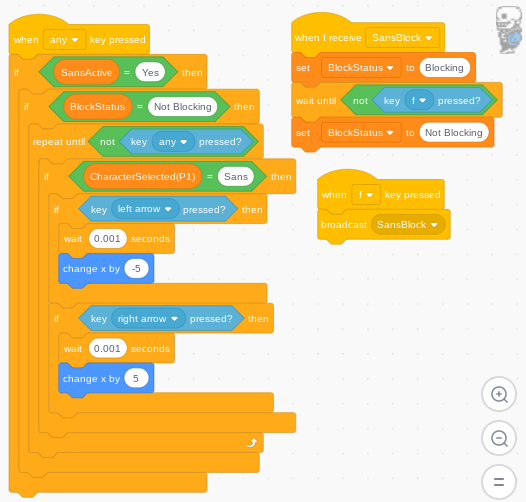 when any key pressed
if SansActive = Yes then
if BlockStatus = Not Blocking then
repeat until not key any pressed?
if CharacterSelected(P1) = Sans then
if key left arrow pressed? then
wait 0.001 seconds
change x by -5
if key right arrow pressed? then
wait 0.001 seconds
change x by 5
when I receive SansBlock
set BlockStatus to Blocking
wait until not key f pressed?
set BlockStatus to Not Blocking
when f key pressed
broadcast SansBlock